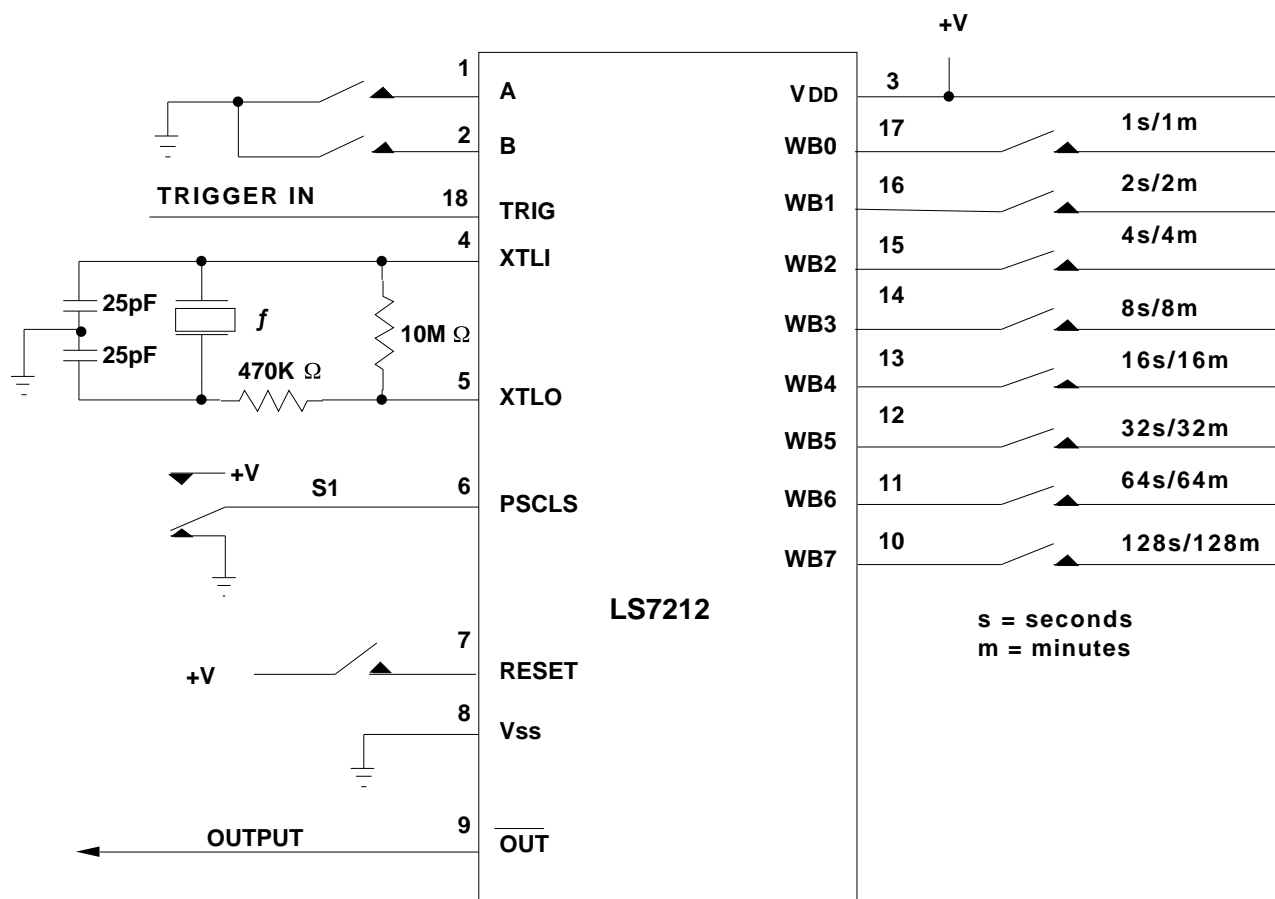 +V
1
A
VDD
3
2
B
17
WB0
1s/1m
TRIGGER IN
18
TRIG
16
WB1
2s/2m
4
XTLI
15
WB2
4s/4m
25pF
ƒ
10M Ω
14
WB3
8s/8m
25pF
470K Ω
5
XTLO
13
WB4
16s/16m
12
WB5
32s/32m
+V
S1
6
PSCLS
11
WB6
64s/64m
10
WB7
128s/128m
LS7212
s = seconds
m = minutes
+V
7
RESET
8
Vss
OUTPUT
9
OUT